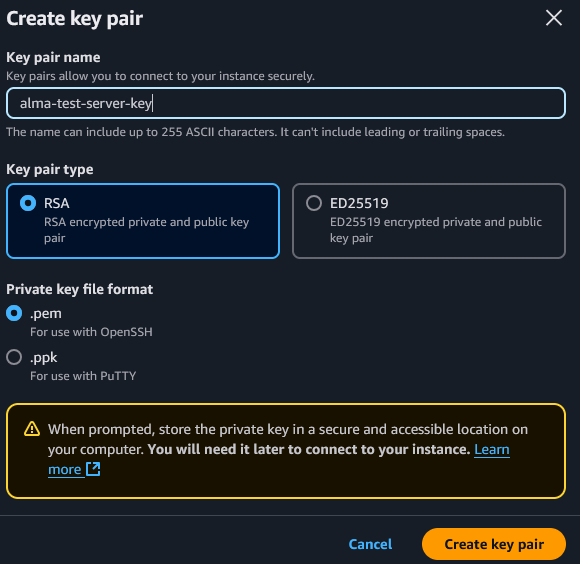 Create key pair
Key pair name
Key pairs allow you to connect to your instance securely.
alma-test-server-key
The name can include up to 255 ASCII characters. It can't include leading or trailing spaces.
Key pair type
RSA
RSA encrypted private and public key
pair
ED25519
ED25519 encrypted private and public
key pair
Private key file format
.pem
For use with OpenSSH
.ppk
For use with PuTTY
When prompted, store the private key in a secure and accessible location on
your computer. You will need it later to connect to your instance. Learn
more
Cancel
Create key pair